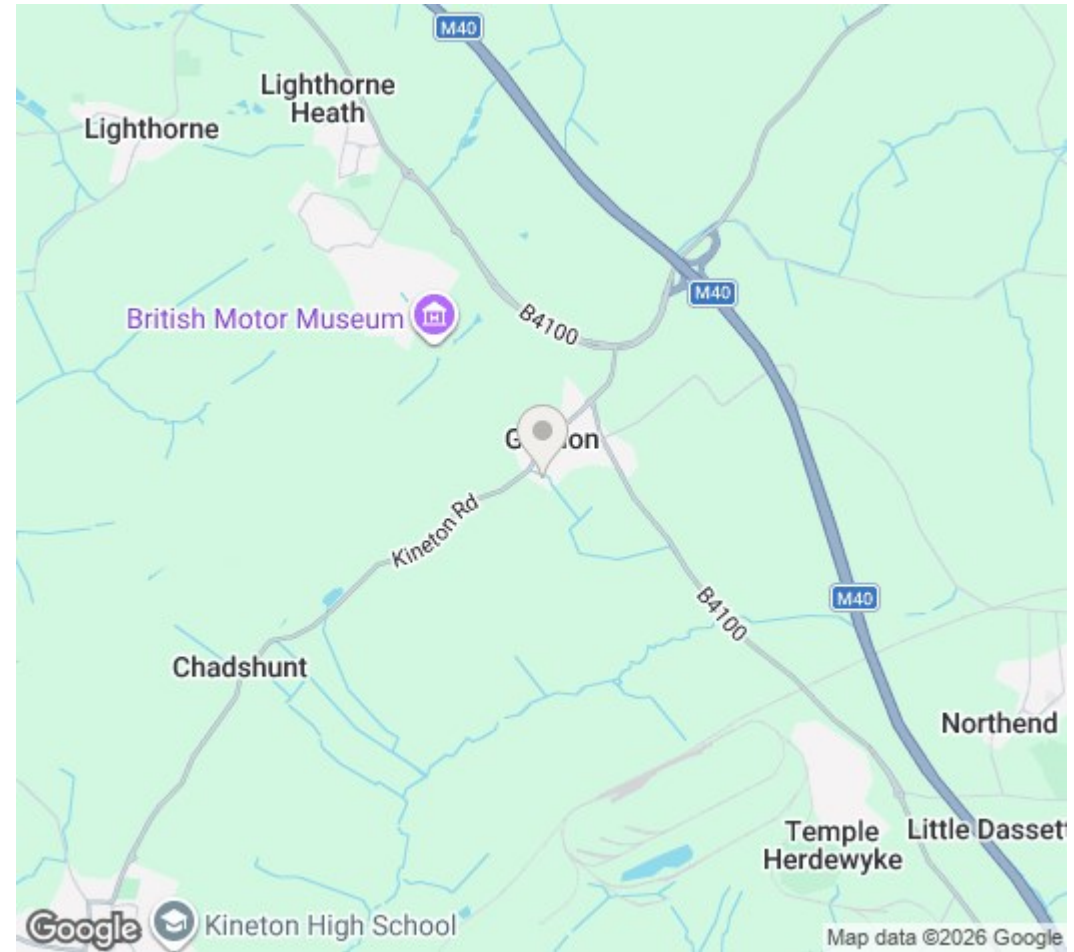 M40
Lighthorne
Heath
Lighthorne
M40
British Motor Museum
B4100
Kineton Rd
B4100
M40
Chadshunt
Northend
Temple
Herdewyke
Little Dassett
Kineton High School
Google
Map data ©2026 Google